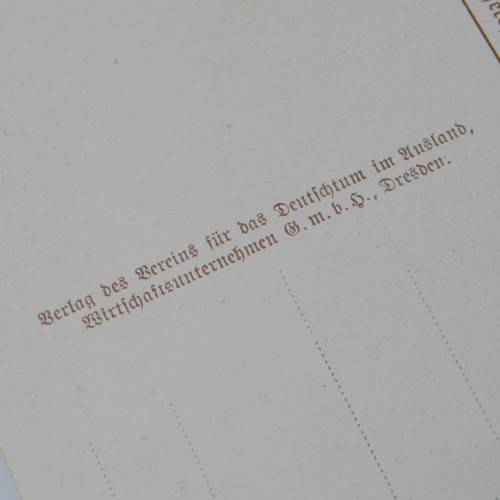 Verlag des Vereins für das Deutschtum im Ausland,
Wirtschaftsunternehmen G. m. b. H., Dresden.